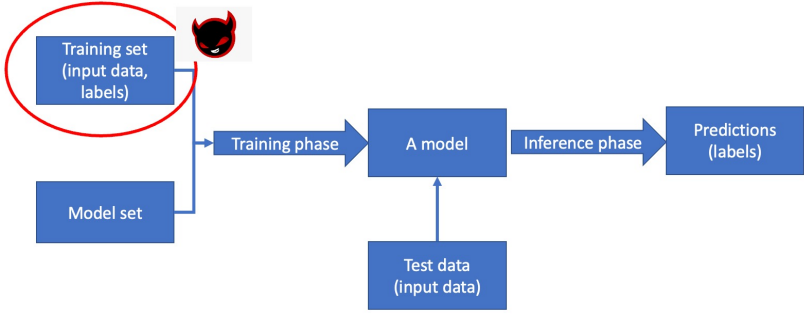 Training set
(input data,
labels)
Training phase
A model
Inference phase
Predictions
(labels)
Model set
Test data
(input data)